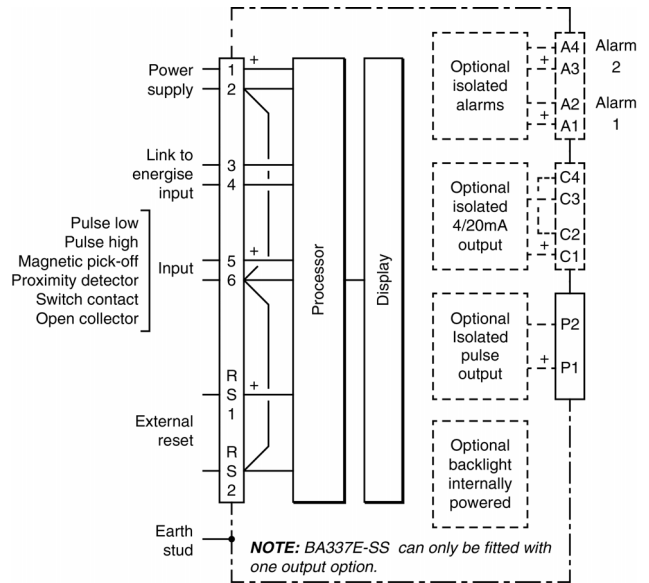 Power
supply
Link to
energise
input
Pulse low
Pulse high
Magnetic pick-off
Proximity detector
Switch contact
Open collector
Input
External
reset
Earth
stud
+
1
2
3
4
+
5
6
R
S
1
+
R
S
2
Processor
Display
Optional
isolated
alarms
A4
+
A3
A2
+
A1
Alarm
2
Alarm
1
Optional
isolated
4/20mA
output
C4
C3
C2
+
C1
Optional
Isolated
pulse
output
P2
+
P1
Optional
backlight
internally
powered
NOTE: BA337E-SS can only be fitted with
one output option.